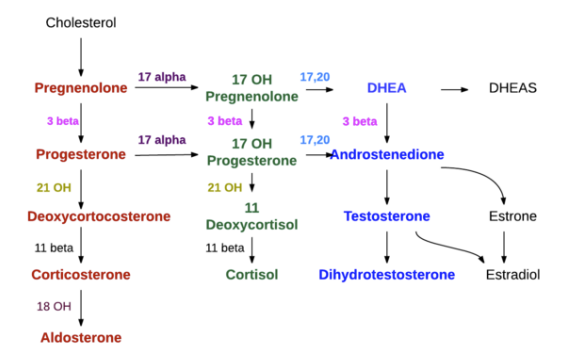 Cholesterol
17 alpha
17 OH
17,20
Pregnenolone
Pregnenolone
DHEA
DHEAS
3 beta
3 beta
3 beta
17 alpha
17 OH
17,20
Progesterone
Progesterone
Androstenedione
21 OH
21 OH
11
Deoxycortocosterone
Deoxycortisol
Testosterone
Estrone
11 beta
11 beta
Corticosterone
Cortisol
Dihydrotestosterone
Estradiol
18 OH
Aldosterone